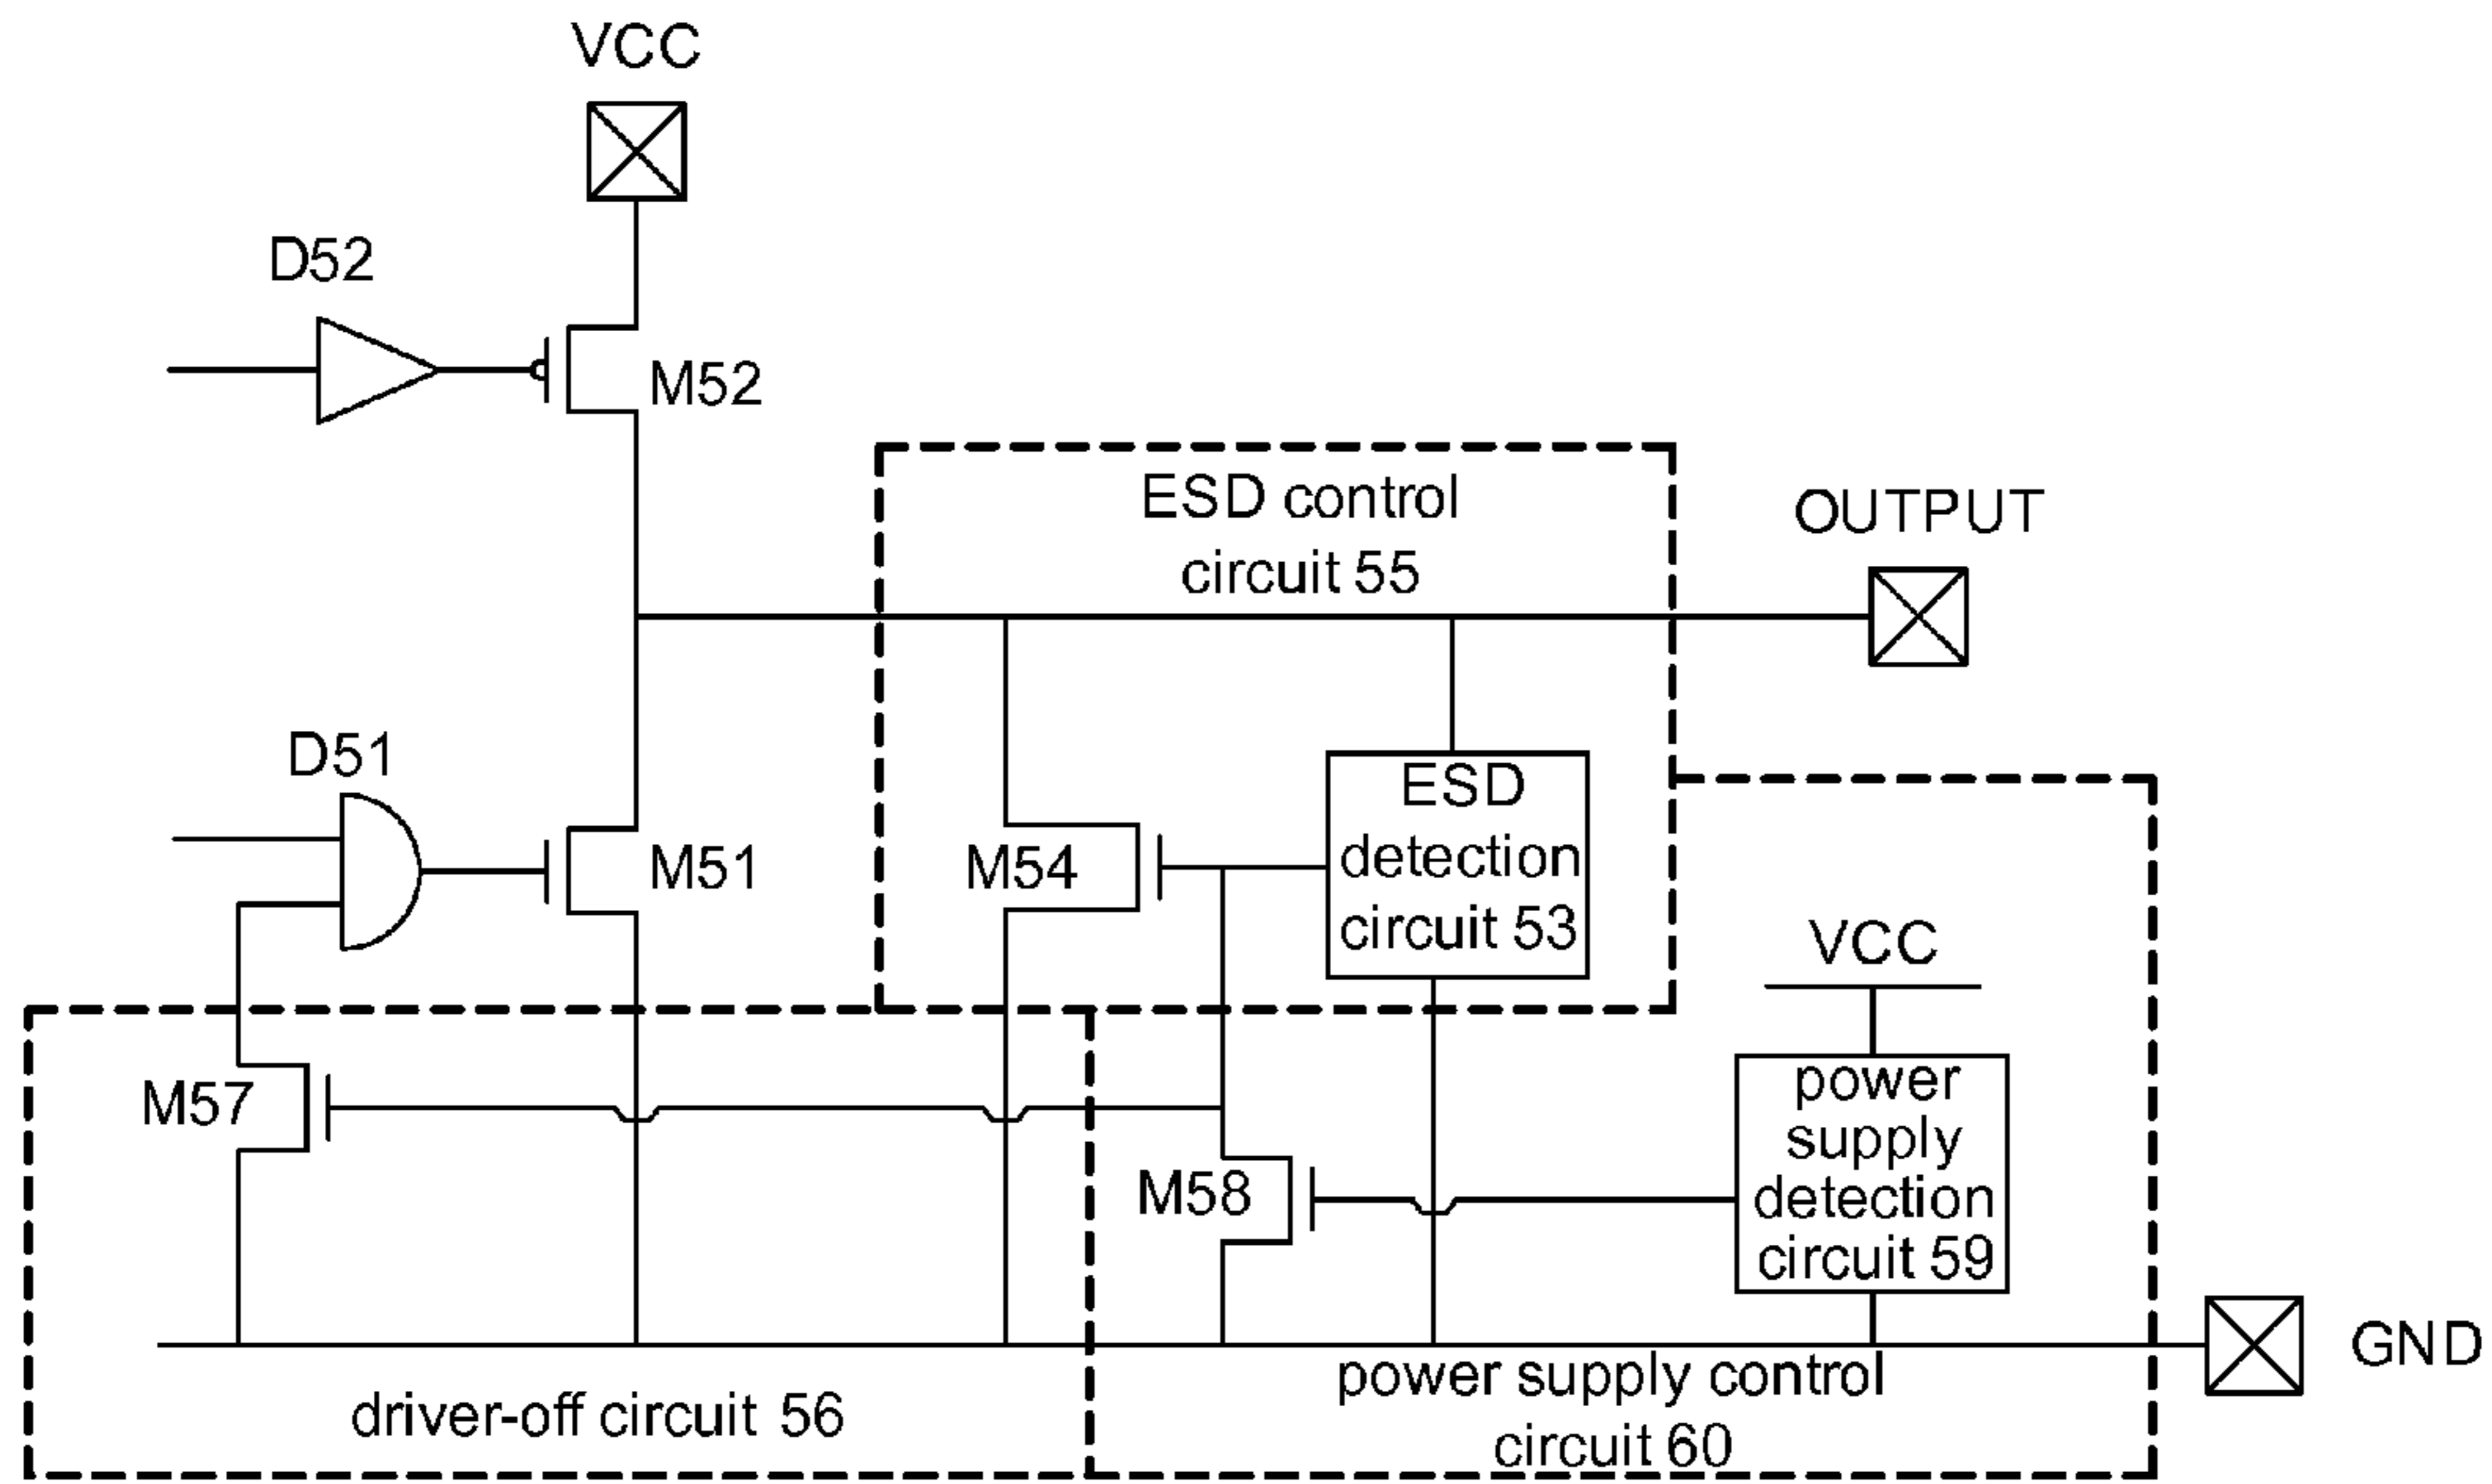 VCC
D52
M52
ESD control
circuit 55
OUTPUT
D51
M51
M54
ESD
detection
circuit 53
VCC
M57
M58
power
supply
detection
circuit 59
GND
driver-off circuit 56
power supply control
circuit 60